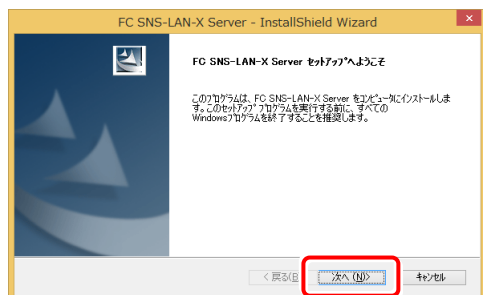 FC SNS-LAN-X Server - InstallShield Wizard
FC SNS-LAN-X Server ｾｯﾄｱｯﾌﾟへようこそ
このﾌﾟﾛｸﾞﾗﾑは、FC SNS-LAN-X Server をｺﾝﾋﾟｭｰﾀにインストールしま
す。このｾｯﾄｱｯﾌﾟ ﾌﾟﾛｸﾞﾗﾑを実行する前に、すべての
Windowsﾌﾟﾛｸﾞﾗﾑを終了することを推奨します。
< 戻る(B 次へ (N)> ｷｬﾝｾﾙ